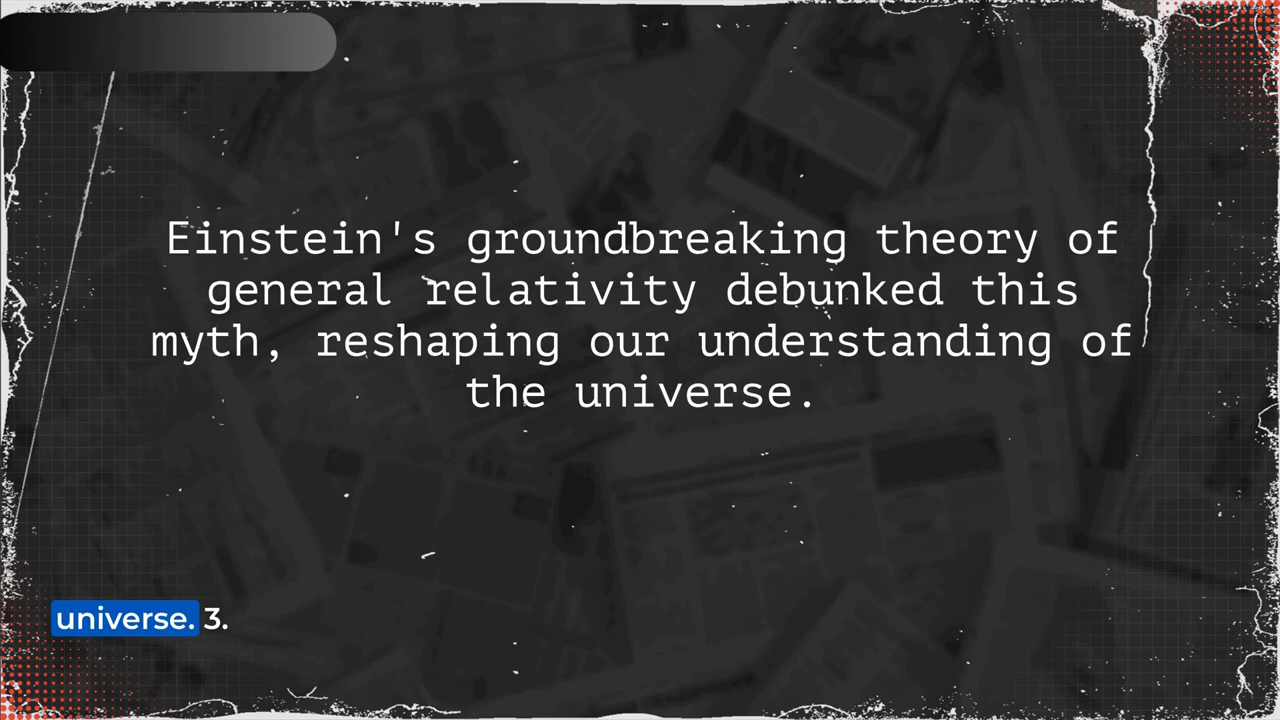 Einstein's groundbreaking theory of
general relativity debunked this
myth, reshaping our understanding of
the universe.
universe. 3.